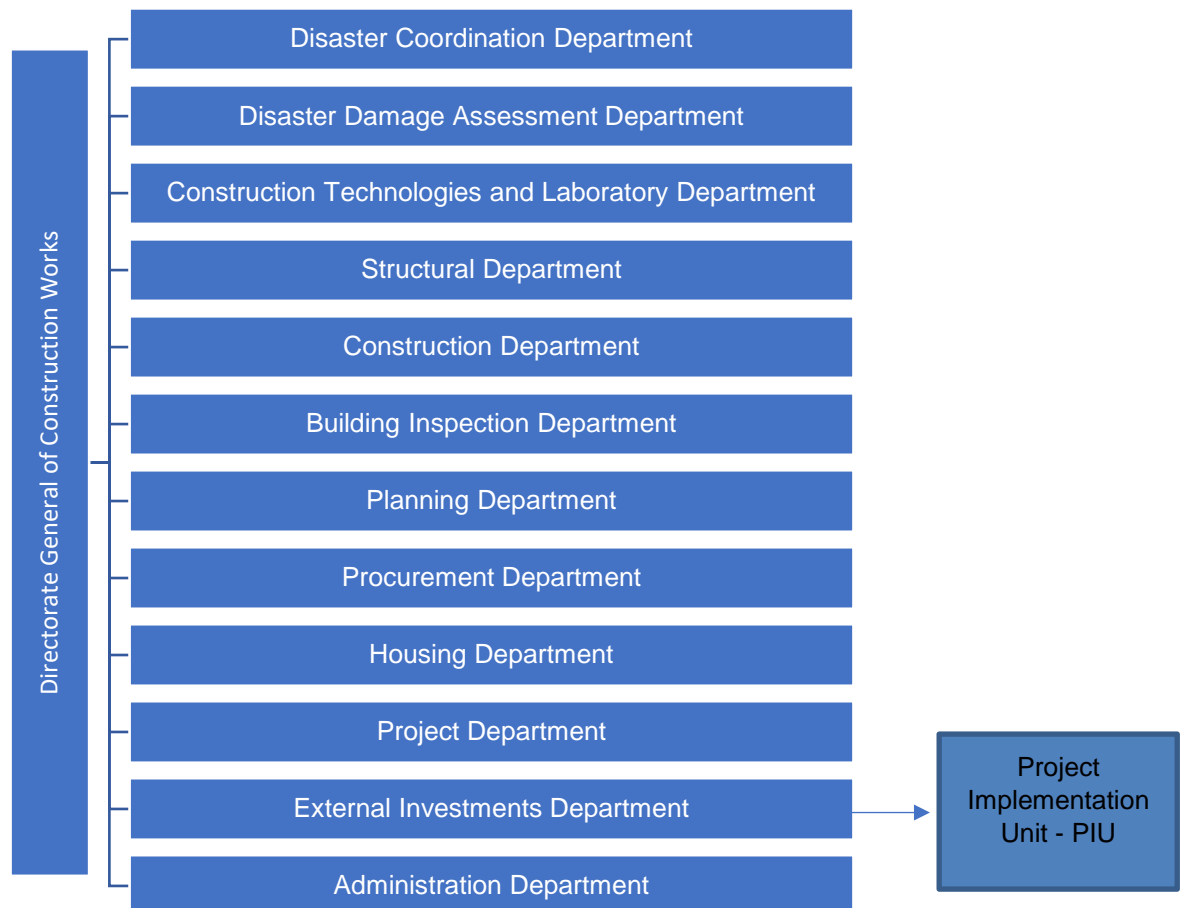 Directorate General of Construction Works
Disaster Coordination Department
Disaster Damage Assessment Department
Construction Technologies and Laboratory Department
Structural Department
Construction Department
Building Inspection Department
Planning Department
Procurement Department
Housing Department
Project Department
External Investments Department
Administration Department
Project
Implementation
Unit - PIU